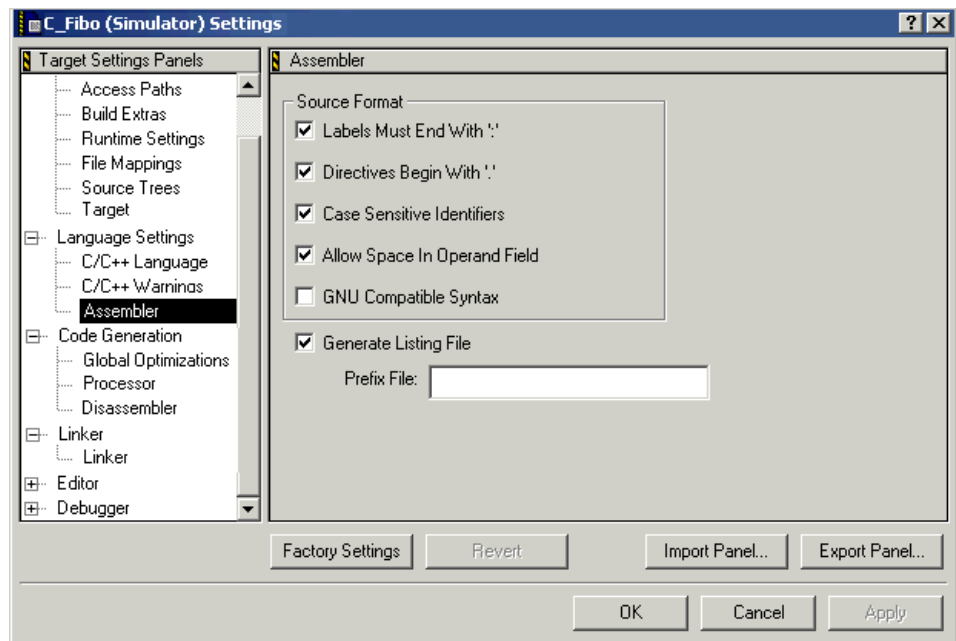 C_Fibo (Simulator) Settings
Target Settings Panels
Access Paths
Build Extras
Runtime Settings
File Mappings
Source Trees
Target
Language Settings
C/C++ Language
C/C++ Warnings
Assembler
Code Generation
Global Optimizations
Processor
Disassembler
Linker
Linker
Editor
Debugger
Assembler
Source Format
Labels Must End With ':'
Directives Begin With '.'
Case Sensitive Identifiers
Allow Space In Operand Field
GNU Compatible Syntax
Generate Listing File
Prefix File:
Factory Settings
Revert
Import Panel...
Export Panel...
OK
Cancel
Apply